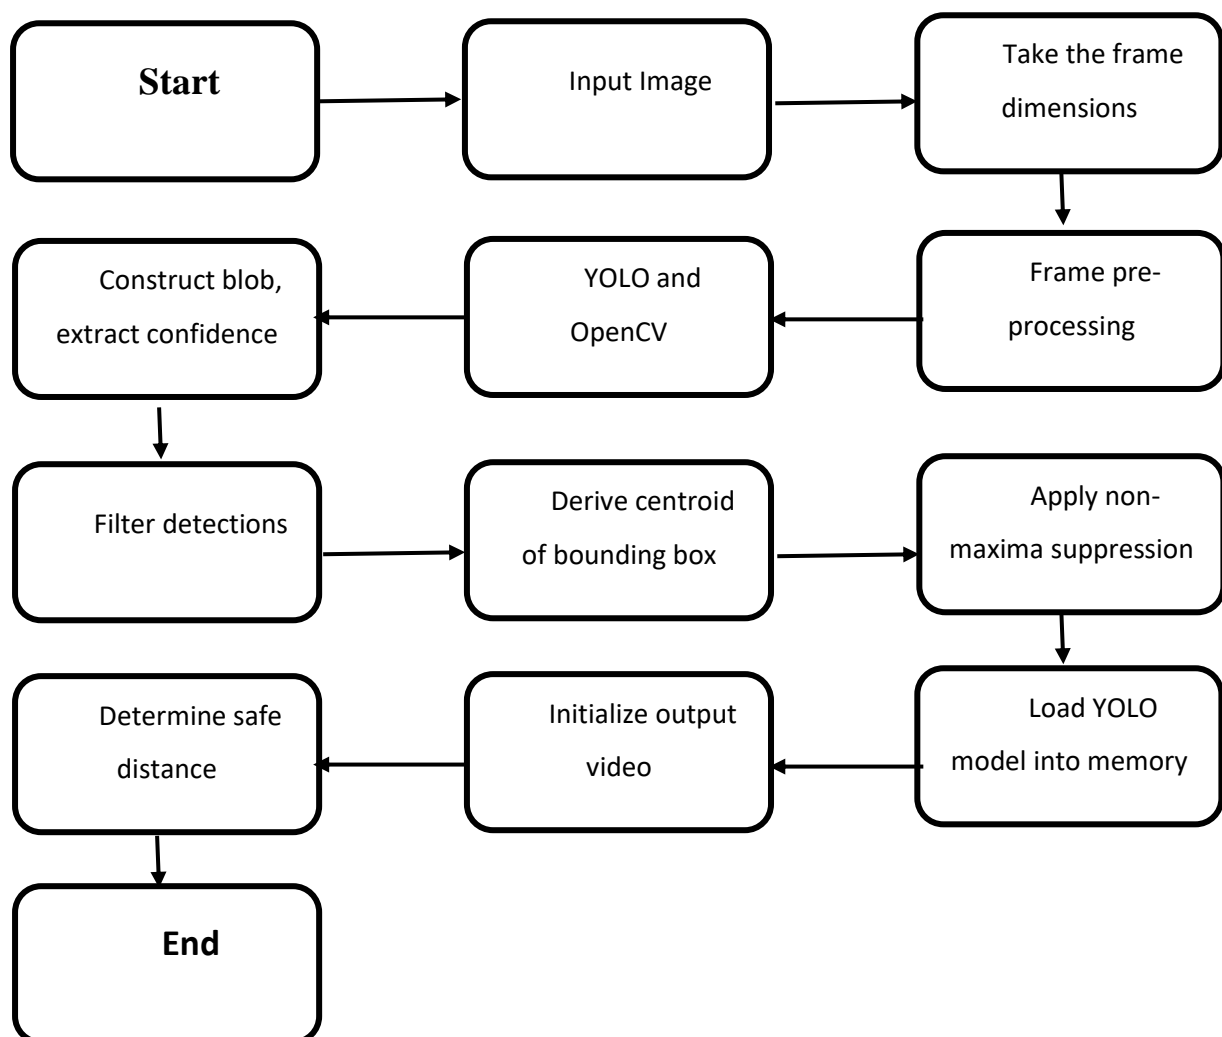 Start
Input Image
Take the frame
dimensions
Frame pre-
processing
YOLO and
OpenCV
Construct blob,
extract confidence
Filter detections
Derive centroid
of bounding box
Apply non-
maxima suppression
Load YOLO
model into memory
Initialize output
video
Determine safe
distance
End